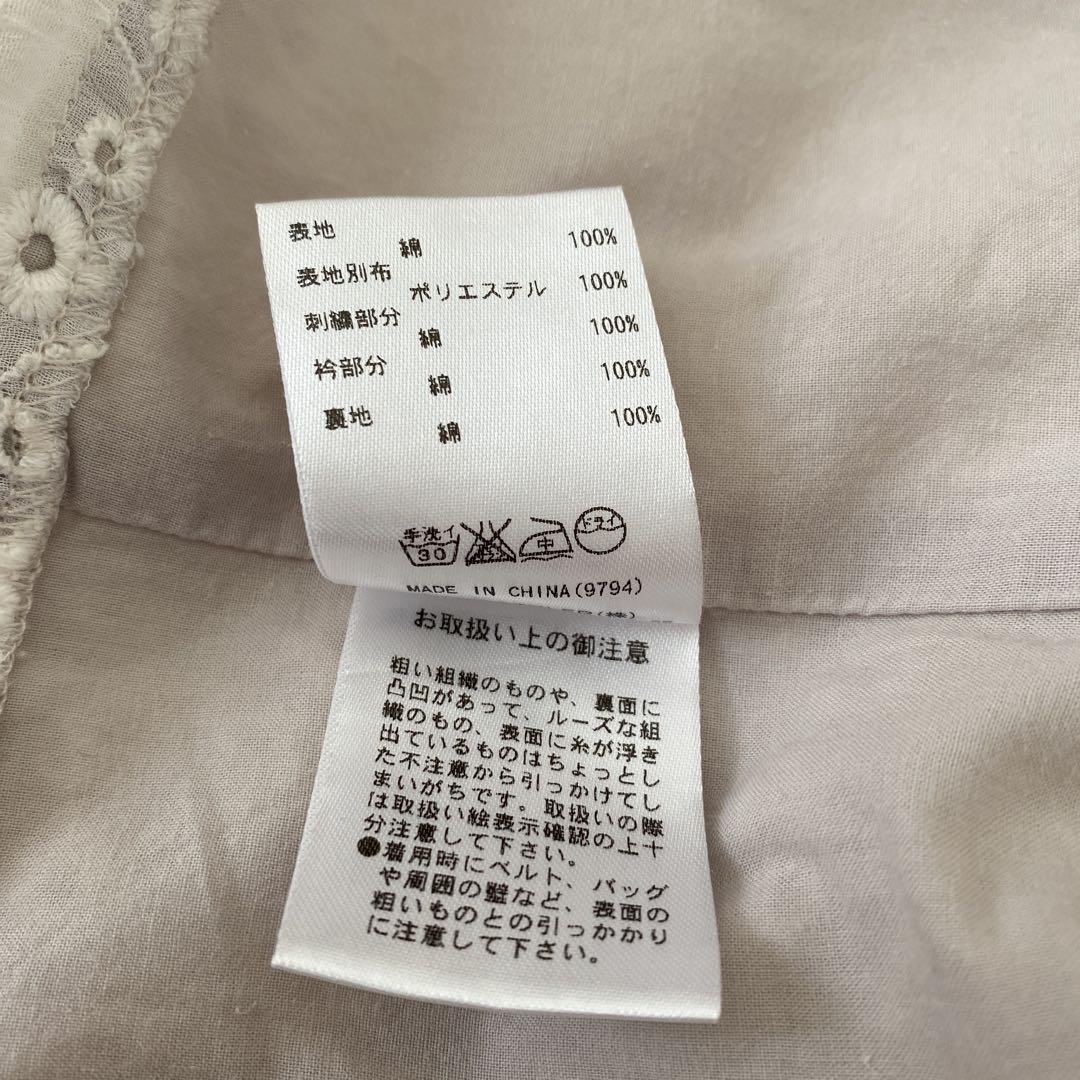 表地
綿 100%
表地別布
ポリエステル 100%
刺繍部分
綿 100%
衿部分
綿 100%
裏地
綿 100%
手洗イ 30 中 ドライ
MADE IN CHINA(9794)
お取扱い上の御注意
粗い組織のものや、裏面に
凸凹があって、ルーズな組
織のもの、表面に糸が浮き
出ているものはちょっとし
た不注意から引っかけてし
まいがちです。取扱いの際
は取扱い絵表示確認の上十
分注意して下さい。
●着用時にベルト、バッグ
や周囲の壁など、表面の
粗いものとの引っかかり
に注意して下さい。